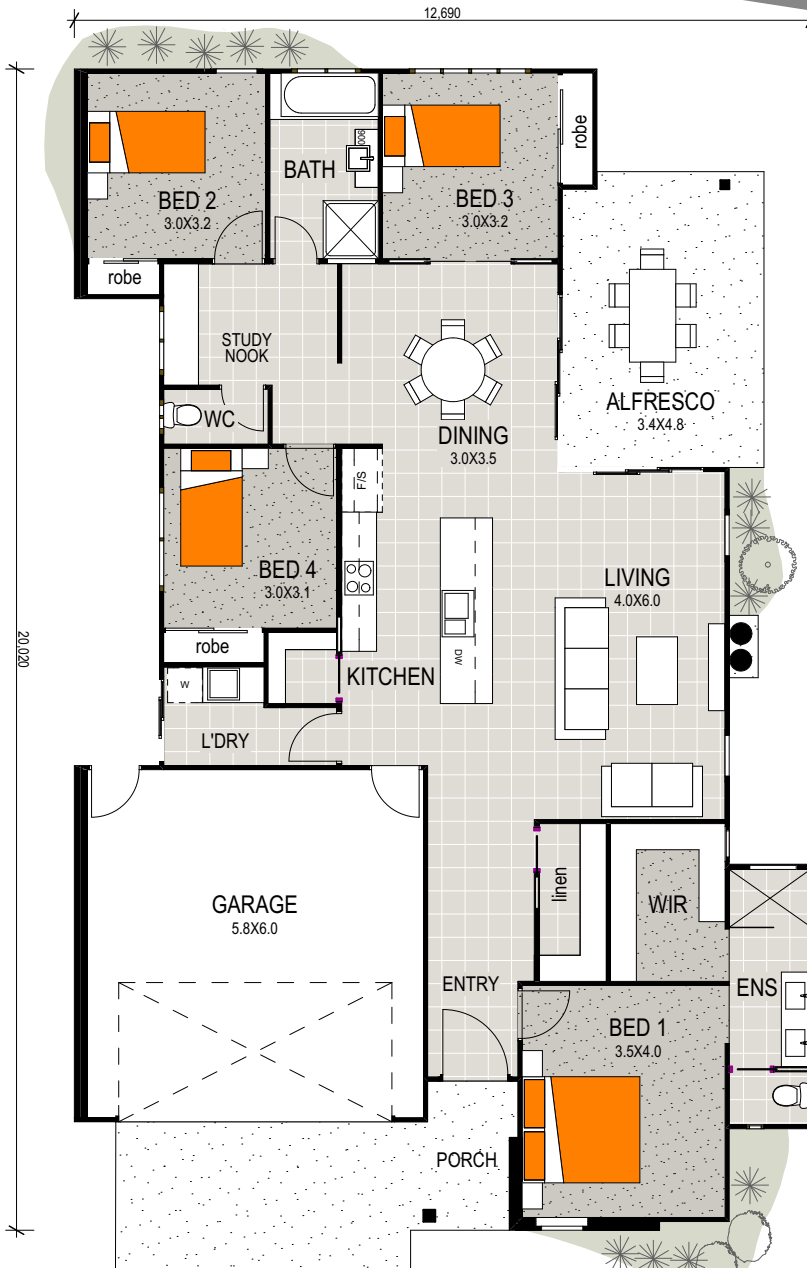 12,690
20,020
BED 2
3.0X3.2
robe
BATH
900
BED 3
3.0X3.2
robe
STUDY
NOOK
WC
DINING
3.0X3.5
ALFRESCO
3.4X4.8
F/S
BED 4
3.0X3.1
robe
LIVING
4.0X6.0
KITCHEN
DW
W
L'DRY
GARAGE
5.8X6.0
linen
WIR
ENTRY
ENS
BED 1
3.5X4.0
PORCH